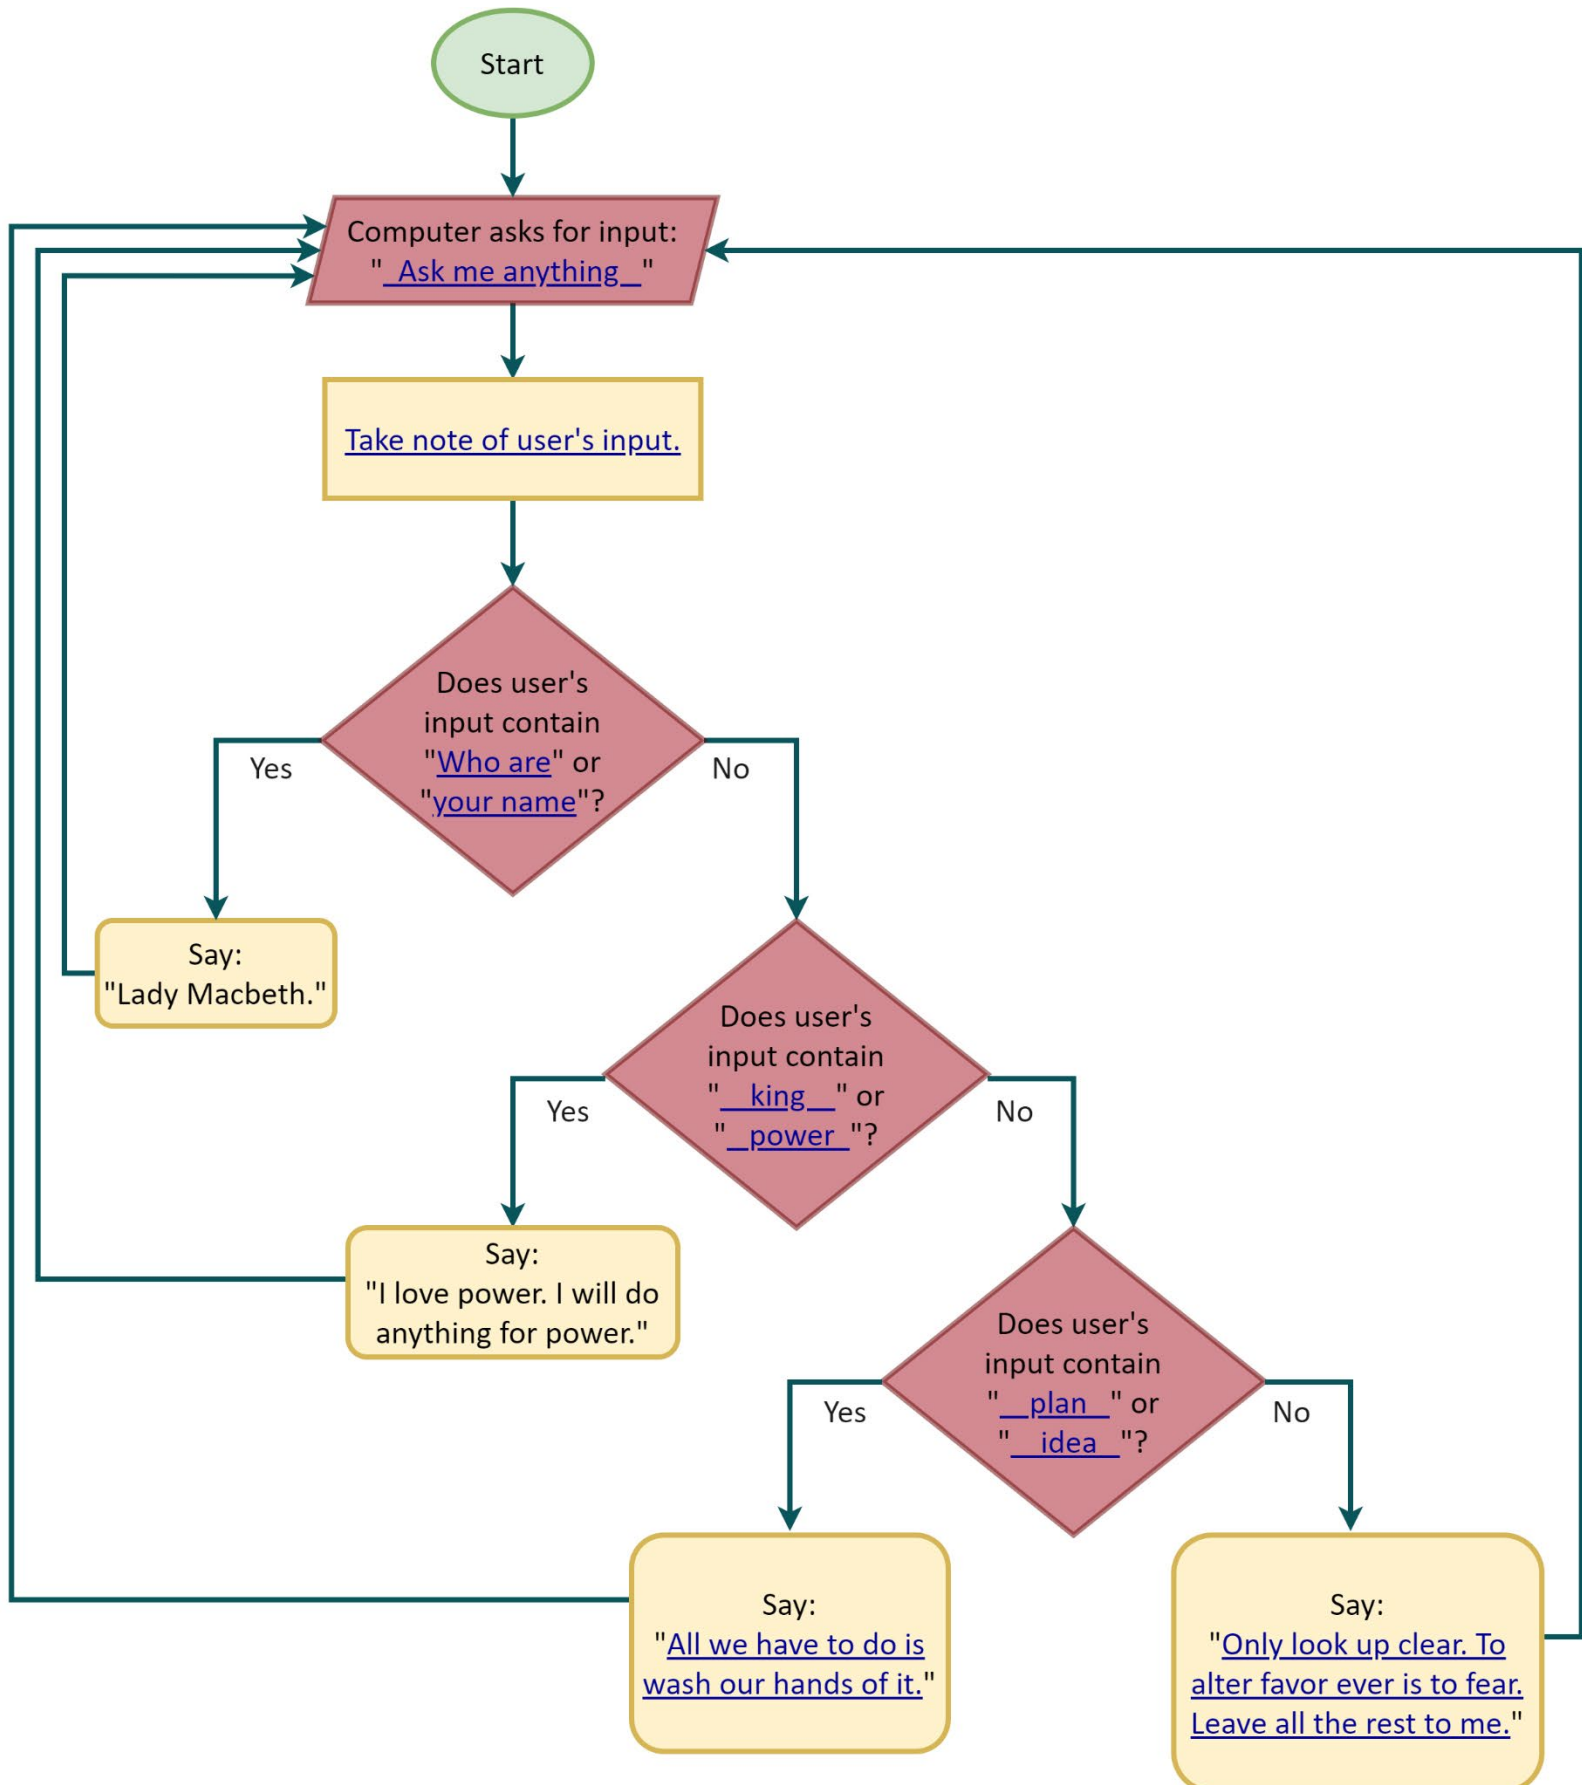 Start
Computer asks for input:
"  Ask me anything  "
Take note of user's input.
Does user's
input contain
"Who are" or
"your name"?
Yes
No
Say:
"Lady Macbeth."
Does user's
input contain
"__king__" or
"__power_"?
Yes
No
Say:
"I love power. I will do
anything for power."
Does user's
input contain
"__plan__" or
"__idea__"?
Yes
No
Say:
"All we have to do is
wash our hands of it."
Say:
"Only look up clear. To
alter favor ever is to fear.
Leave all the rest to me."